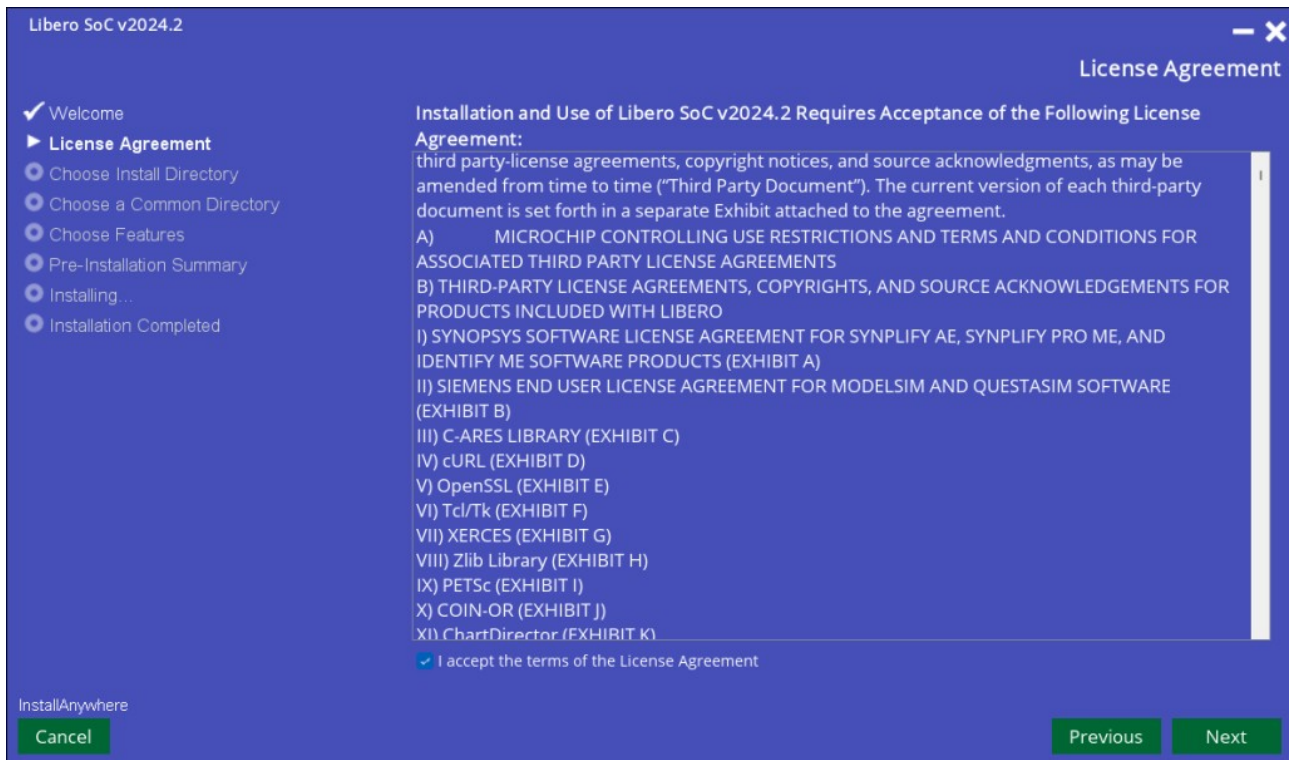 Libero SoC v2024.2
License Agreement
Welcome
License Agreement
Choose Install Directory
Choose a Common Directory
Choose Features
Pre-Installation Summary
Installing...
Installation Completed
Installation and Use of Libero SoC v2024.2 Requires Acceptance of the Following License
Agreement:
third party-license agreements, copyright notices, and source acknowledgments, as may be
amended from time to time (“Third Party Document”). The current version of each third-party
document is set forth in a separate Exhibit attached to the agreement.
A) MICROCHIP CONTROLLING USE RESTRICTIONS AND TERMS AND CONDITIONS FOR
ASSOCIATED THIRD PARTY LICENSE AGREEMENTS
B) THIRD-PARTY LICENSE AGREEMENTS, COPYRIGHTS, AND SOURCE ACKNOWLEDGEMENTS FOR
PRODUCTS INCLUDED WITH LIBERO
I) SYNOPSYS SOFTWARE LICENSE AGREEMENT FOR SYNPLIFY AE, SYNPLIFY PRO ME, AND
IDENTIFY ME SOFTWARE PRODUCTS (EXHIBIT A)
II) SIEMENS END USER LICENSE AGREEMENT FOR MODELSIM AND QUESTASIM SOFTWARE
(EXHIBIT B)
III) C-ARES LIBRARY (EXHIBIT C)
IV) cURL (EXHIBIT D)
V) OpenSSL (EXHIBIT E)
VI) Tcl/Tk (EXHIBIT F)
VII) XERCES (EXHIBIT G)
VIII) Zlib Library (EXHIBIT H)
IX) PETSc (EXHIBIT I)
X) COIN-OR (EXHIBIT J)
XI) ChartDirector (EXHIBIT K)
I accept the terms of the License Agreement
InstallAnywhere
Cancel
Previous
Next